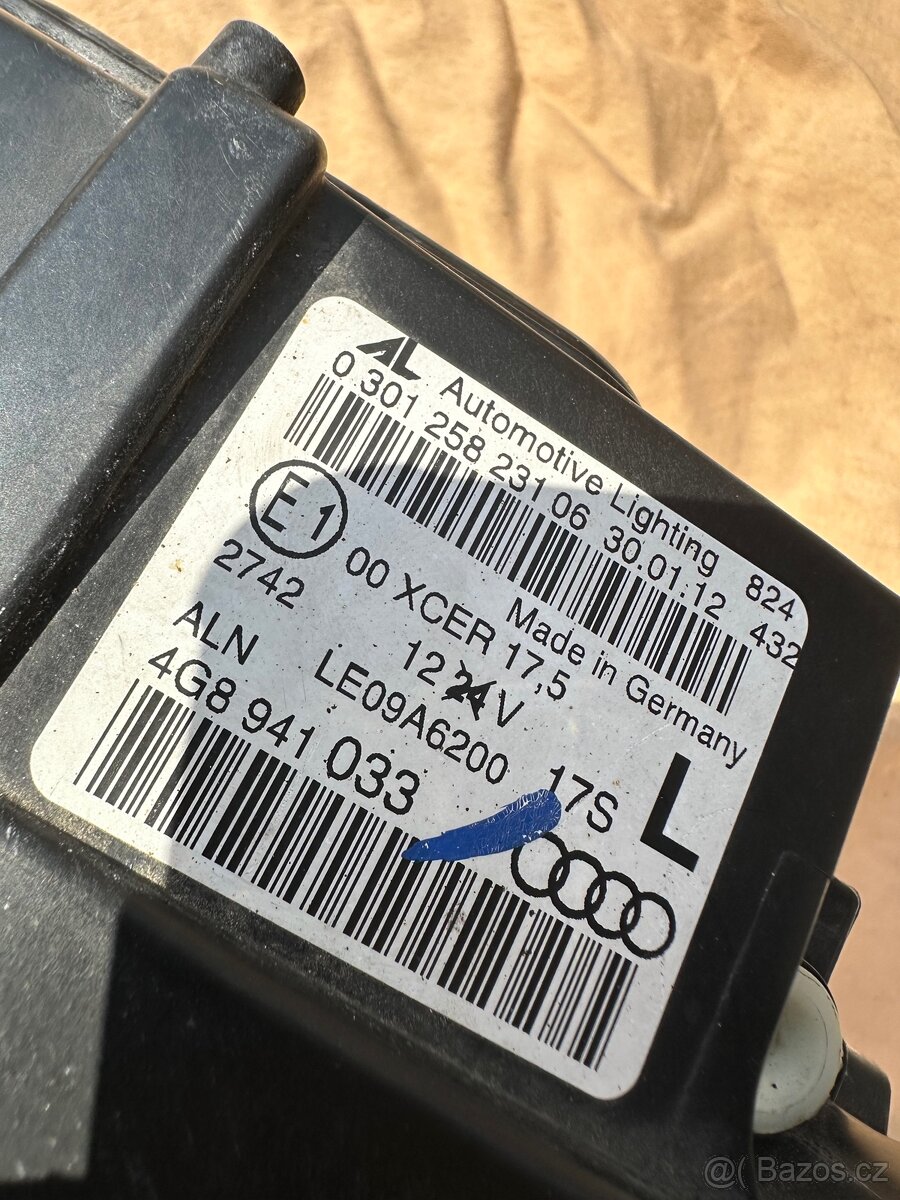 AL Automotive Lighting 824
0 301 258 231 06 30.01.12 432
Made in Germany
E1 00 XCER 17,5
2742 12 24 V
ALN LE09A6200 17S L
4G8 941 033
@( Bazos.cz